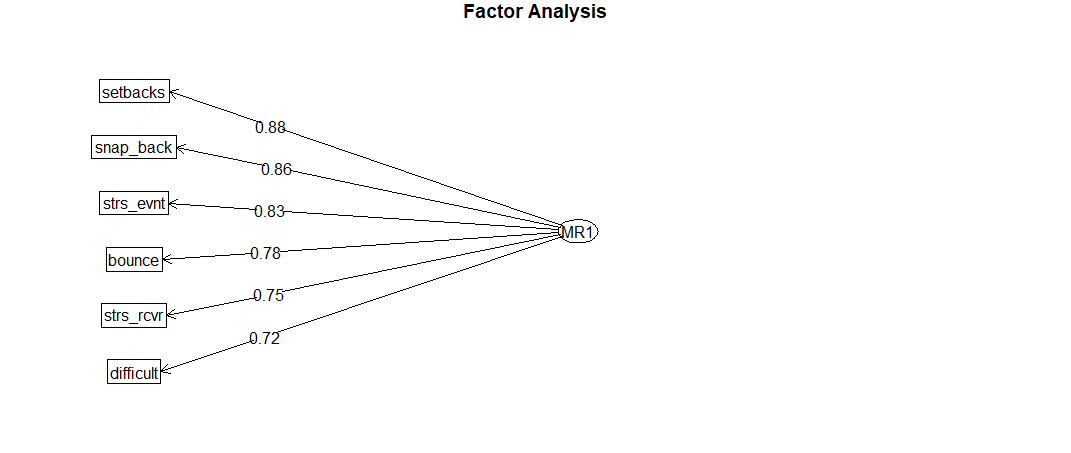 Factor Analysis
setbacks
0.88
snap_back
0.86
strs_evnt
0.83
MR1
bounce
0.78
strs_rcvr
0.75
difficult
0.72